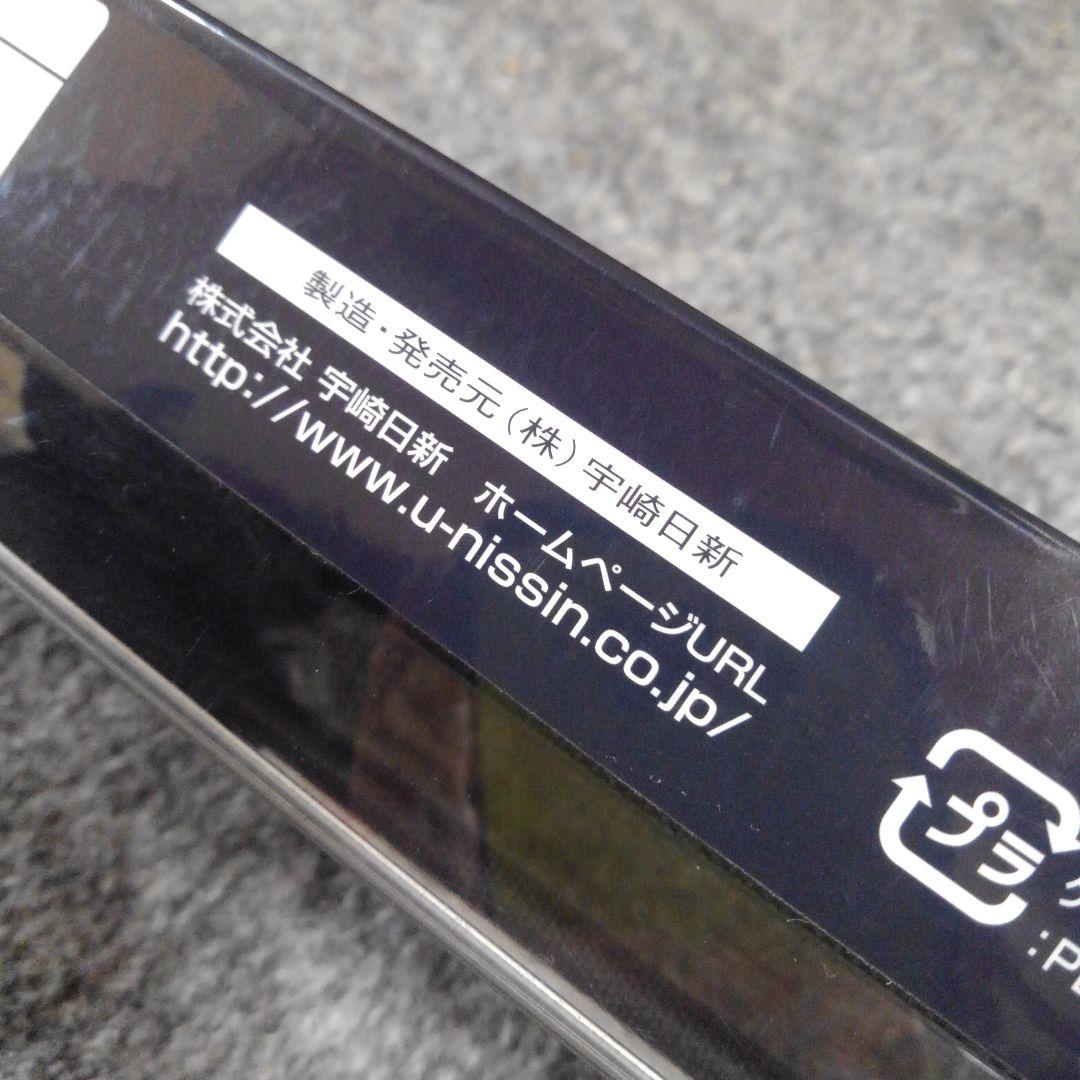 製造・発売元(株)宇崎日新
株式会社 宇崎日新　ホームページURL
http://www.u-nissin.co.jp/
プラ